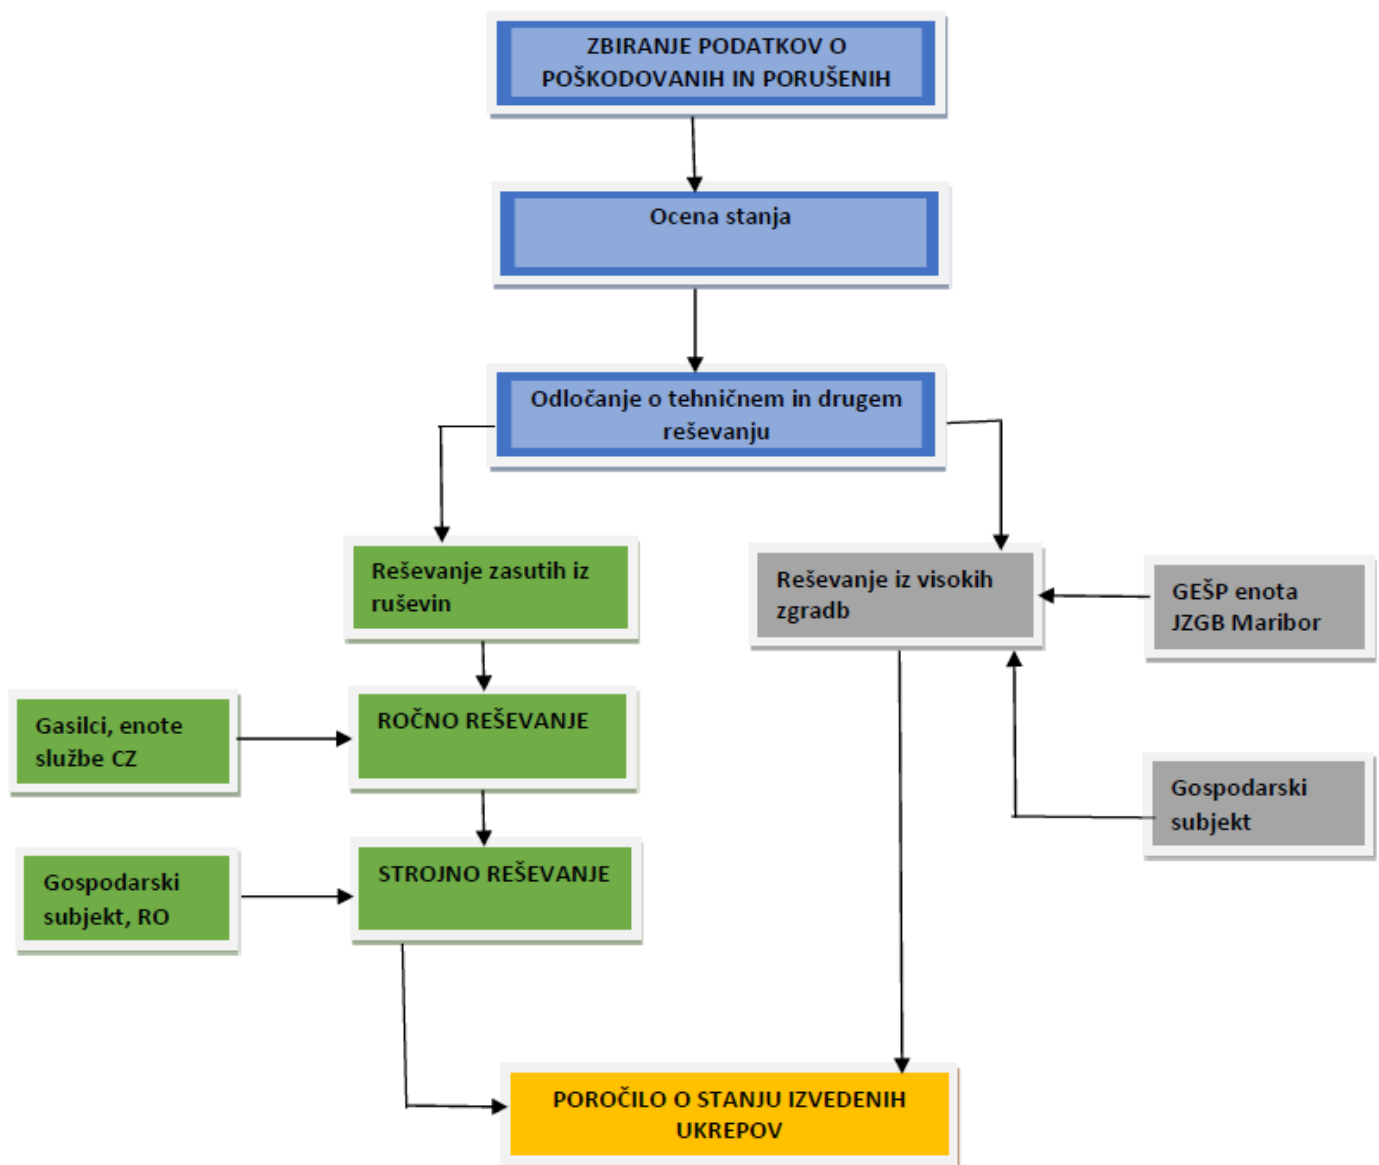 ZBIRANJE PODATKOV O
POŠKODOVANIH IN PORUŠENIH
Ocena stanja
Odločanje o tehničnem in drugem
reševanju
Reševanje zasutih iz
ruševin
Reševanje iz visokih
zgradb
GEŠP enota
JZGB Maribor
Gasilci, enote
službe CZ
ROČNO REŠEVANJE
Gospodarski
subjekt
Gospodarski
subjekt, RO
STROJNO REŠEVANJE
POROČILO O STANJU IZVEDENIH
UKREPOV